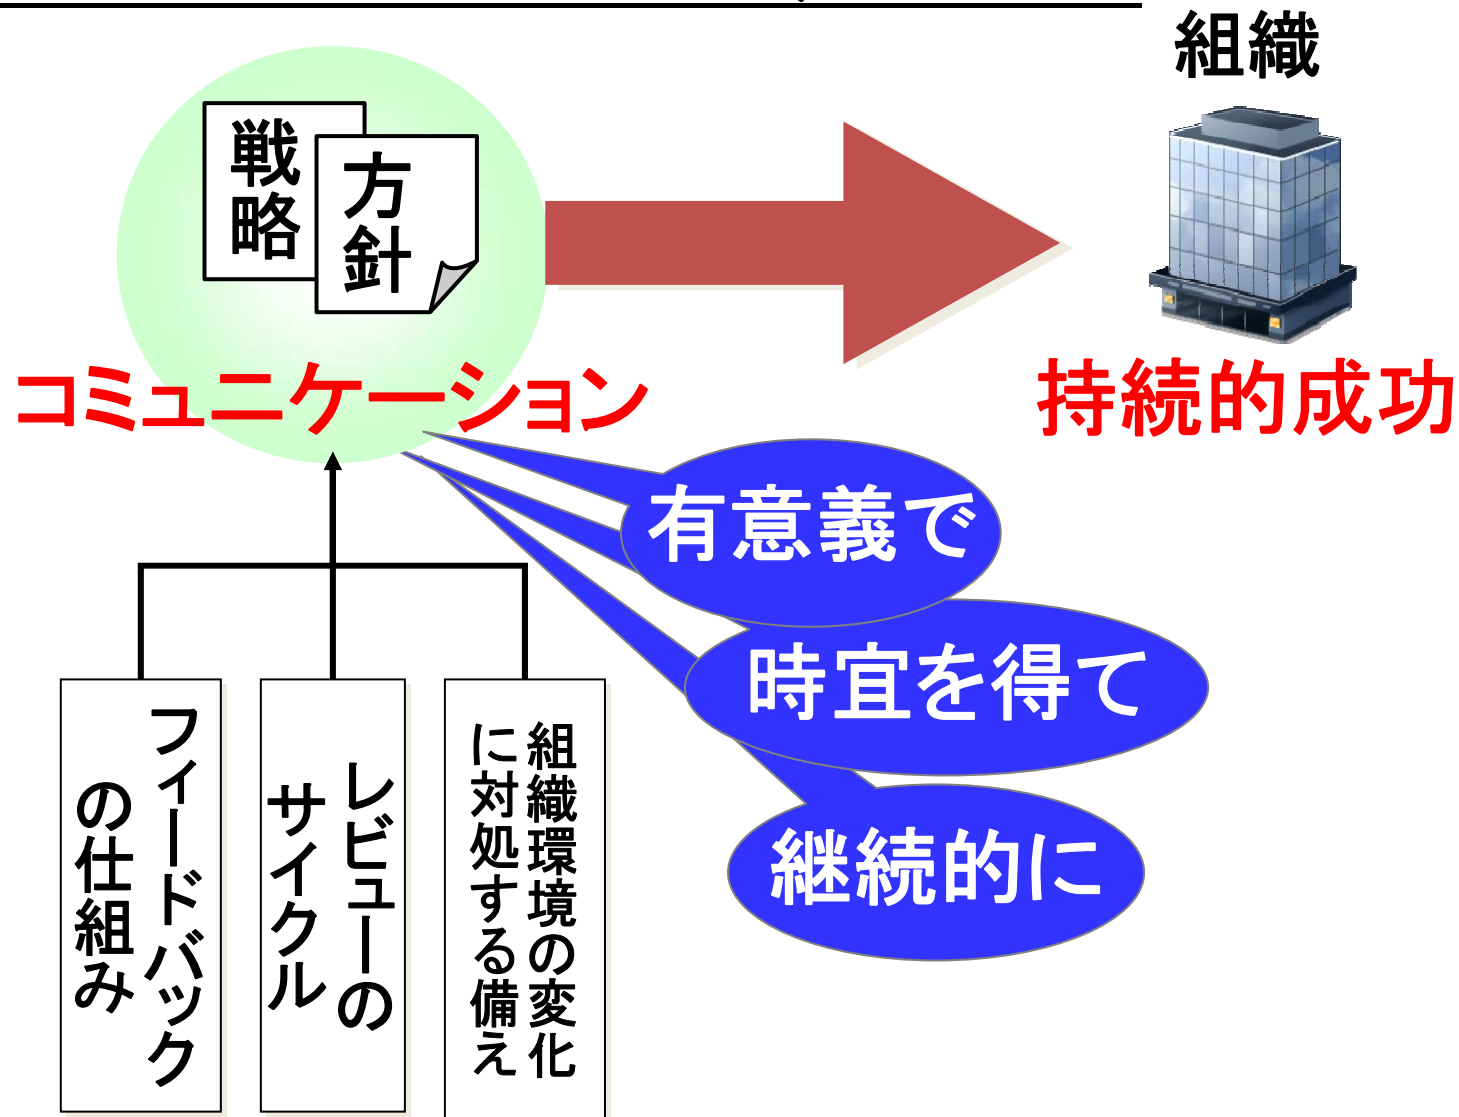 組織
戦略
方針
コミュニケーション
持続的成功
有意義で
時宜を得て
継続的に
フィードバック
の仕組み
レビューの
サイクル
組織環境の変化
に対処する備え